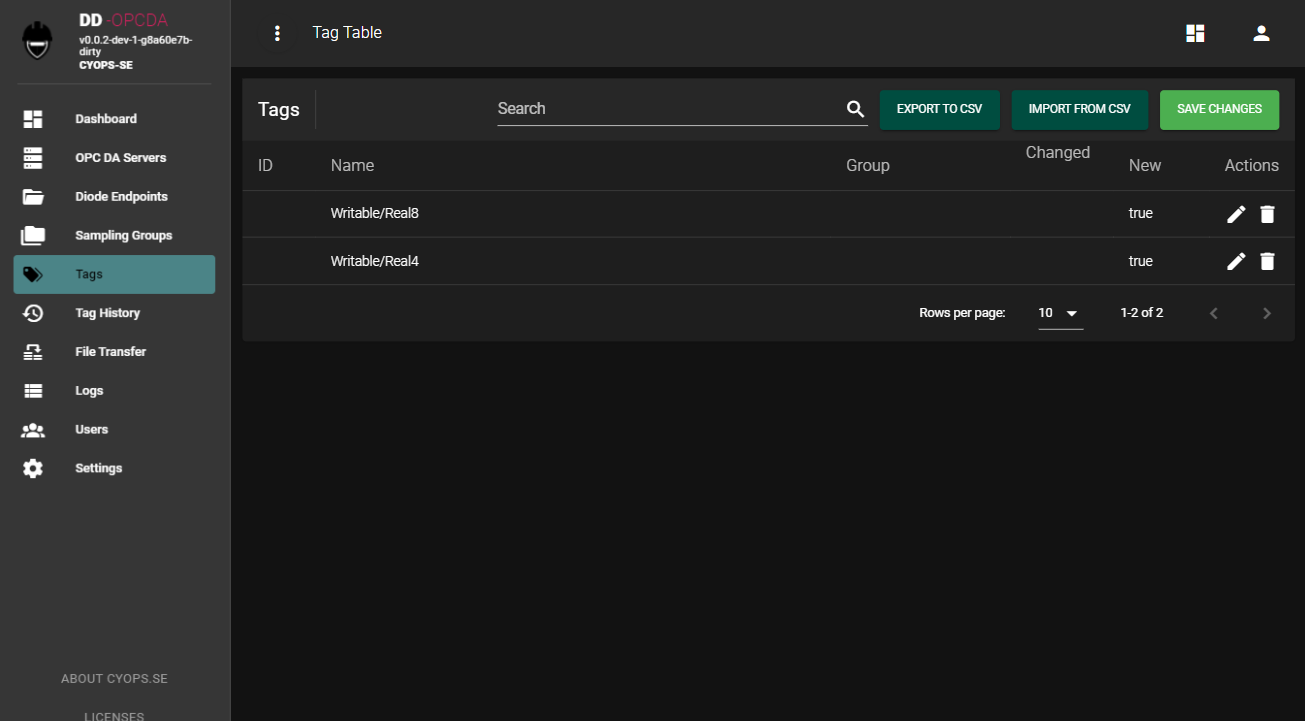 DD -OPCDA
v0.0.2-dev-1-g8a60e7b-
dirty
CYOPS-SE
Tag Table
Dashboard
OPC DA Servers
Diode Endpoints
Sampling Groups
Tags
Tag History
File Transfer
Logs
Users
Settings
ABOUT CYOPS.SE
LICENSES
Tags Search EXPORT TO CSV IMPORT FROM CSV SAVE CHANGES
ID Name Group Changed New Actions
Writable/Real8 true
Writable/Real4 true
Rows per page: 10 1-2 of 2